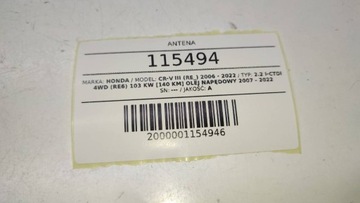 ANTENA
115494
MARKA: HONDA / MODEL: CR-V III (RE_) 2006 - 2022 ; TYP: 2.2 I-CTDI
4WD (RE6) 103 KW [140 KM] OLEJ NAPĘDOWY 2007 - 2022
SN: --- / JAKOŚĆ: A
2000001154946